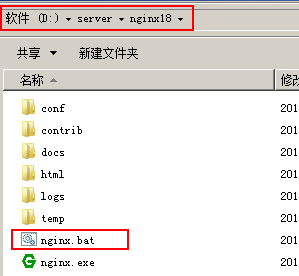 软件 (D:) ▾ server ▾ nginx18 ▾
共享 ▾ 新建文件夹
名称 修改
conf 201
contrib 201
docs 201
html 201
logs 201
temp 201
nginx.bat 201
nginx.exe 201